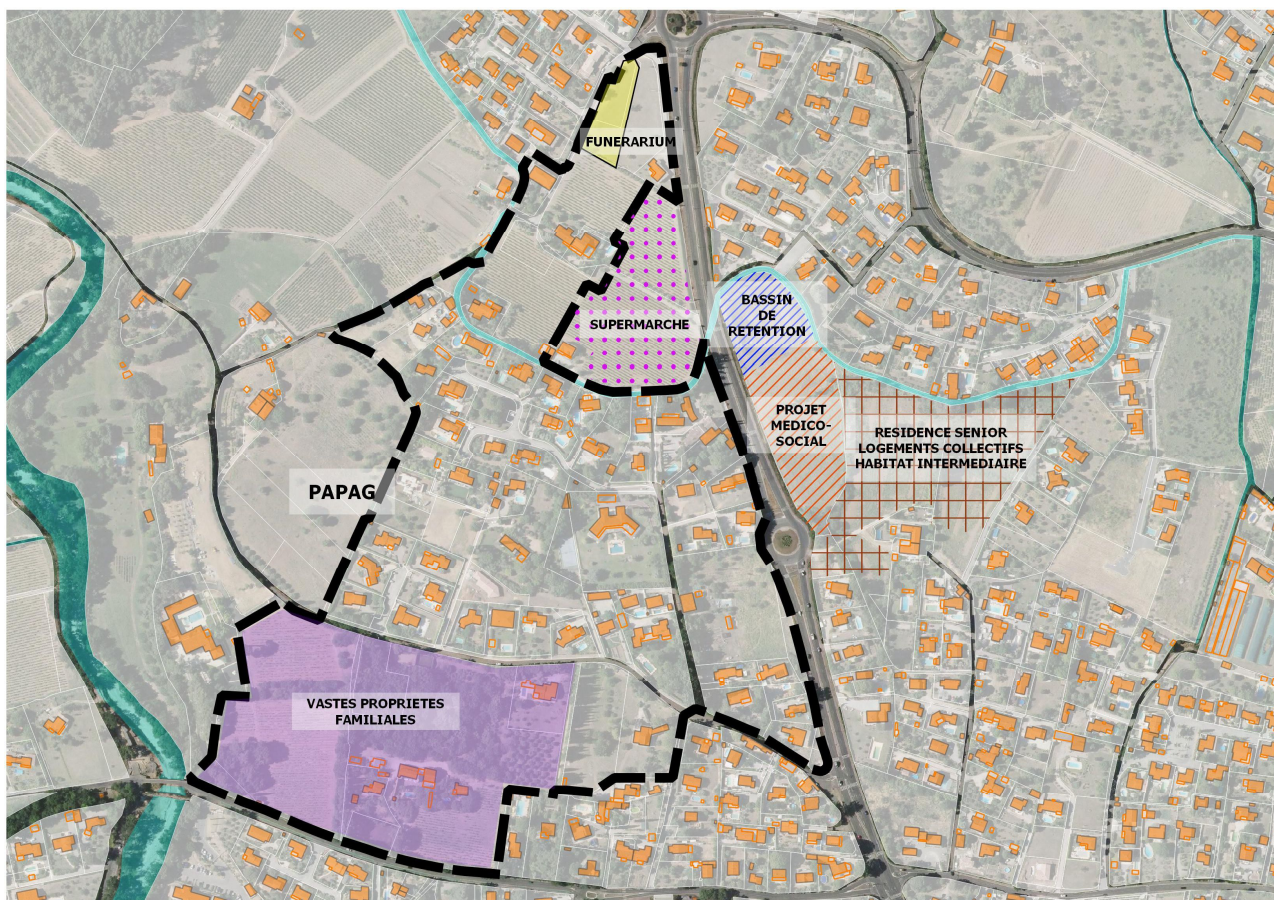 FUNERARIUM
BASSIN
DE
RETENTION
SUPERMARCHE
PROJET
MEDICO-
SOCIAL
RESIDENCE SENIOR
LOGEMENTS COLLECTIFS
HABITAT INTERMEDIAIRE
PAPAG
VASTES PROPRIETES
FAMILIALES